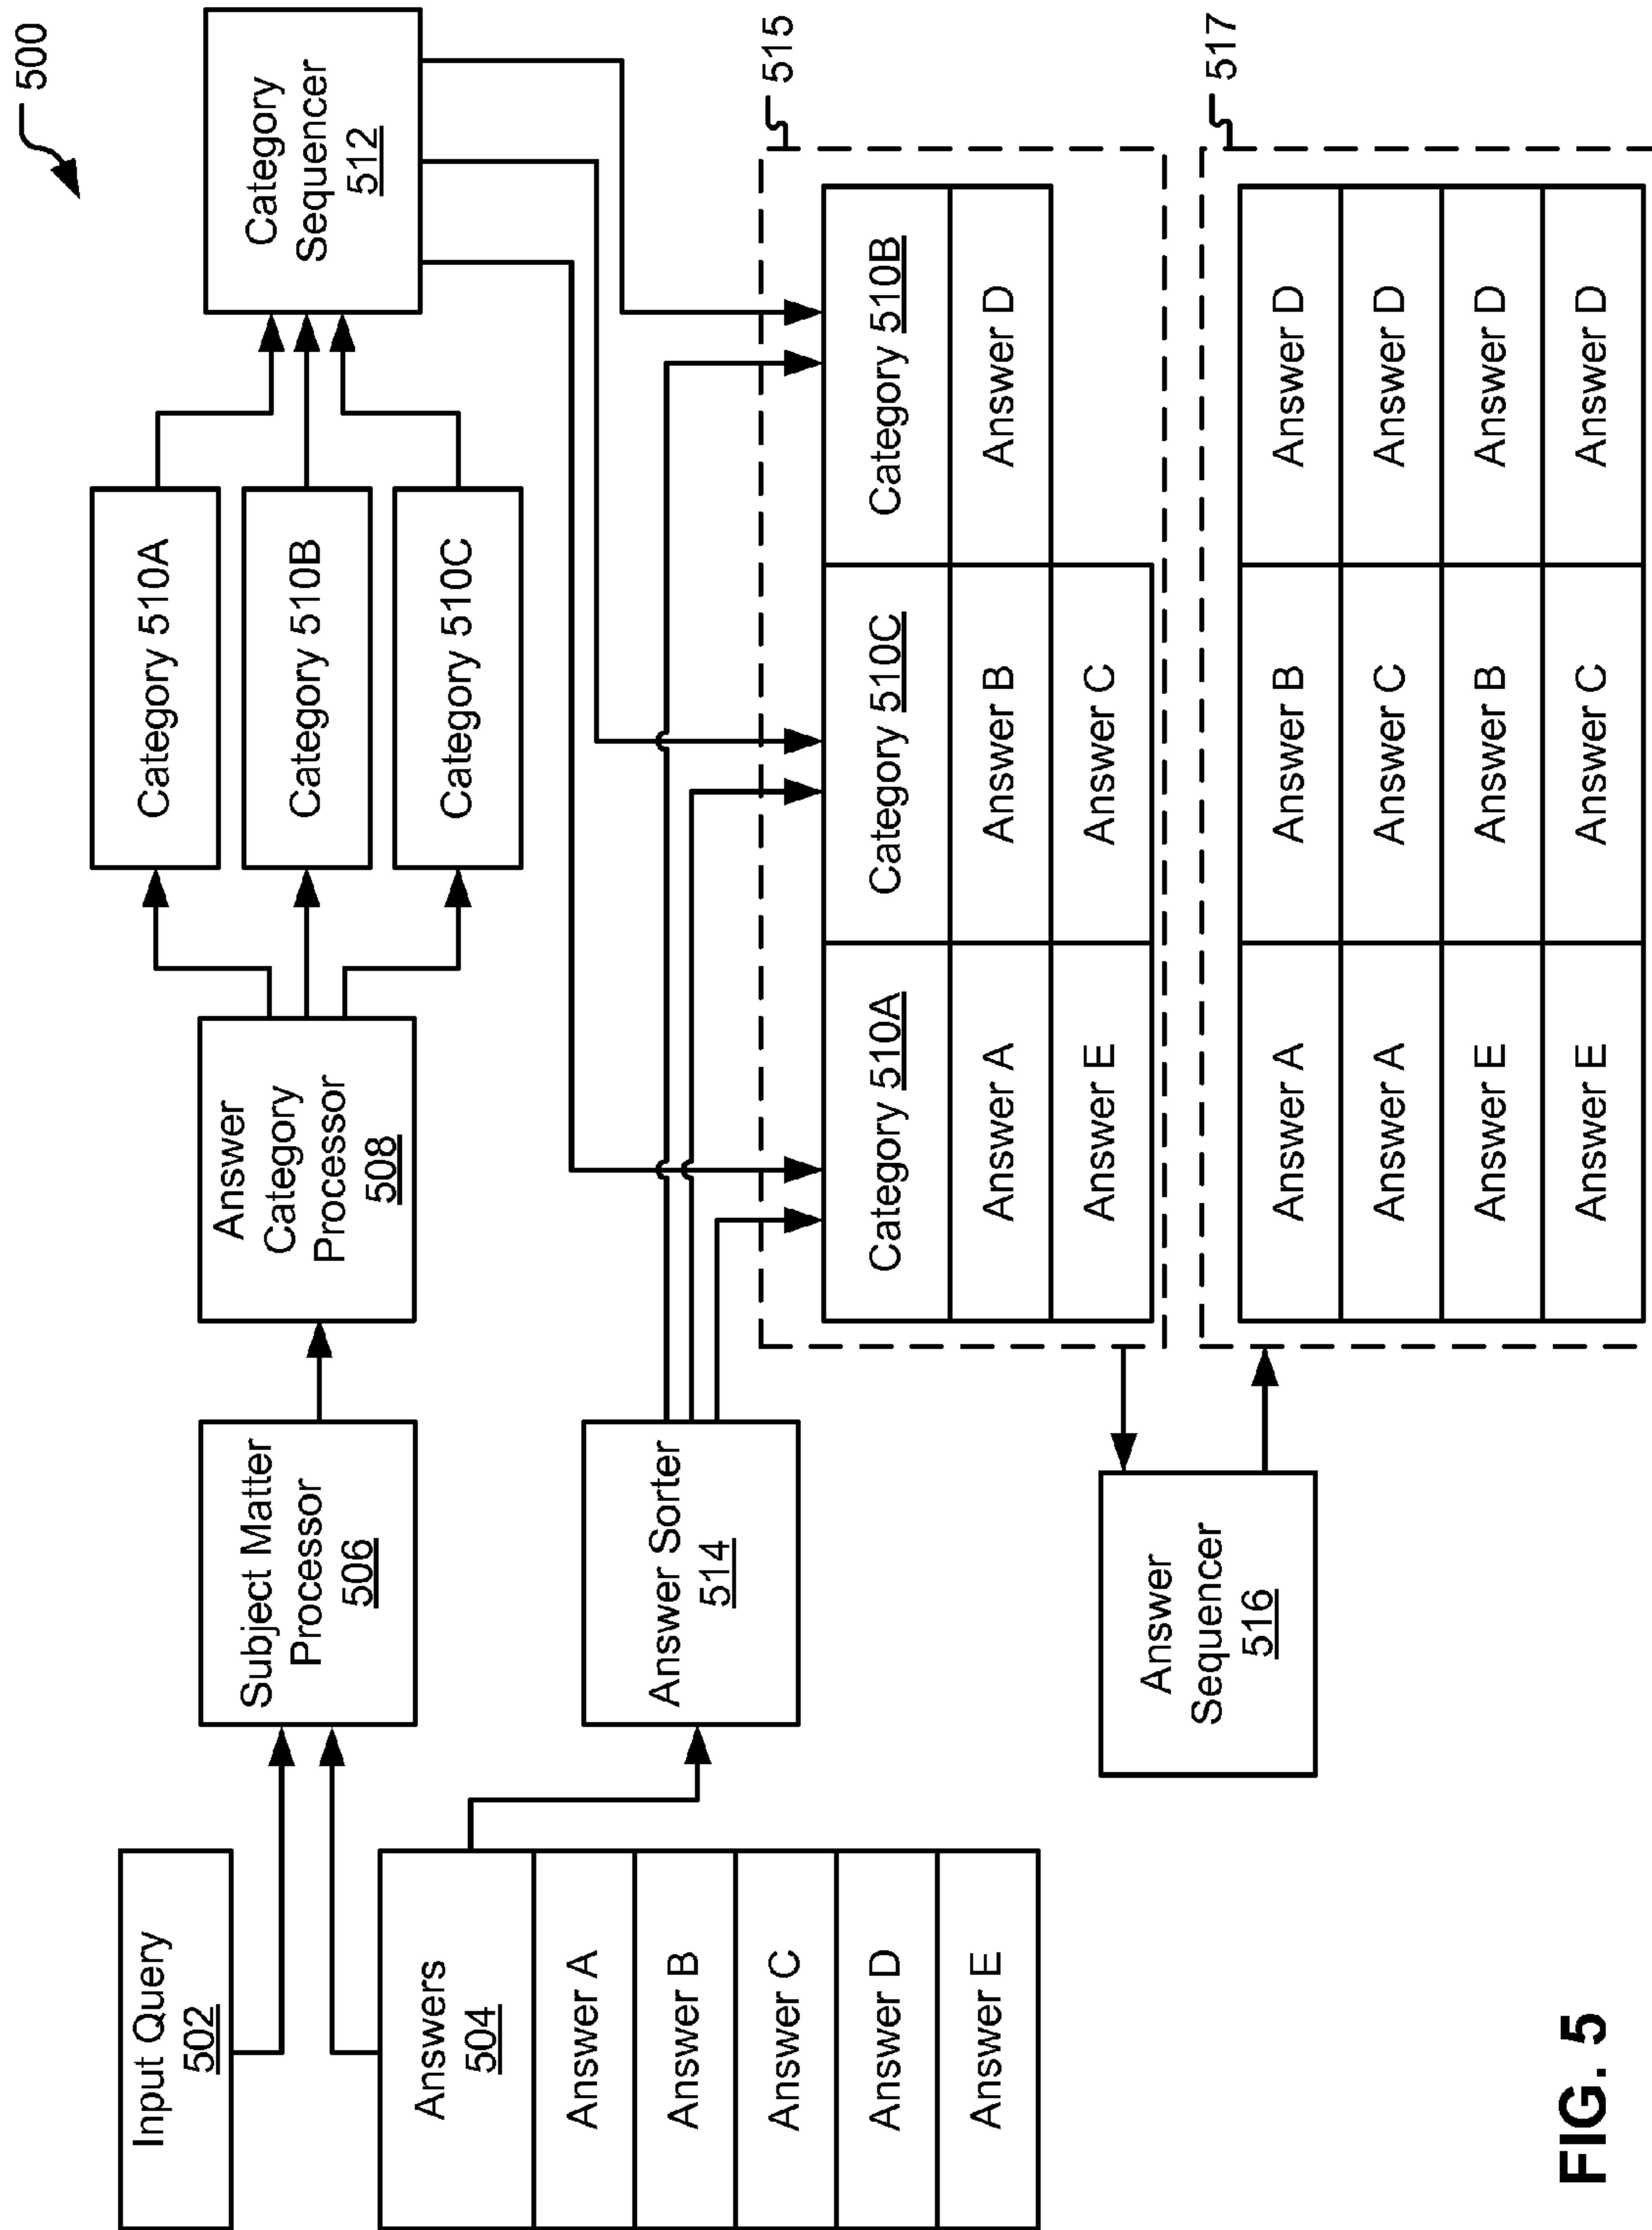 500
Input Query
502
Answers
504
Answer A
Answer B
Answer C
Answer D
Answer E
Subject Matter
Processor
506
Answer
Category
Processor
508
Category 510A
Category 510B
Category 510C
Category
Sequencer
512
Answer Sorter
514
515
Category 510A
Category 510C
Category 510B
Answer A
Answer B
Answer D
Answer E
Answer C
Answer
Sequencer
516
517
Answer A
Answer B
Answer D
Answer A
Answer C
Answer D
Answer E
Answer B
Answer D
Answer E
Answer C
Answer D
FIG. 5